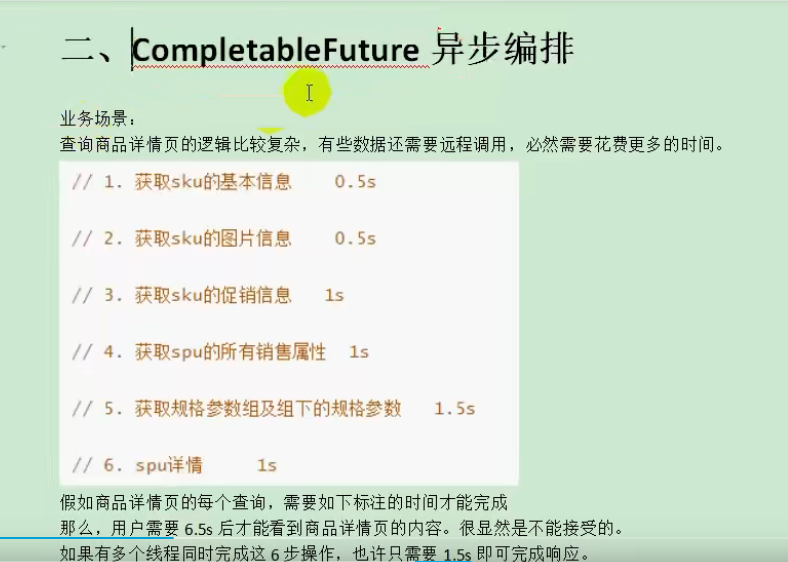 二、CompletableFuture 异步编排
业务场景：
查询商品详情页的逻辑比较复杂，有些数据还需要远程调用，必然需要花费更多的时间。
// 1. 获取sku的基本信息 0.5s
// 2. 获取sku的图片信息 0.5s
// 3. 获取sku的促销信息 1s
// 4. 获取spu的所有销售属性 1s
// 5. 获取规格参数组及组下的规格参数 1.5s
// 6. spu详情 1s
假如商品详情页的每个查询，需要如下标注的时间才能完成
那么，用户需要 6.5s 后才能看到商品详情页的内容。很显然是不能接受的。
如果有多个线程同时完成这 6 步操作，也许只需要 1.5s 即可完成响应。